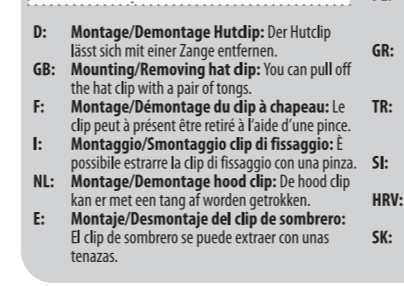 D: Montage/Demontage Hutclip: Der Hutclip
lässt sich mit einer Zange entfernen.
GB: Mounting/Removing hat clip: You can pull off
the hat clip with a pair of tongs.
F: Montage/Démontage du clip à chapeau: Le
clip peut à présent être retiré à l'aide d'une pince.
I: Montaggio/Smontaggio clip di fissaggio: È
possibile estrarre la clip di fissaggio con una pinza.
NL: Montage/Demontage hood clip: De hood clip
kan er met een tang af worden getrokken.
E: Montaje/Desmontaje del clip de sombrero:
El clip de sombrero se puede extraer con unas
tenazas.
GR:
TR:
SI:
HRV:
SK: